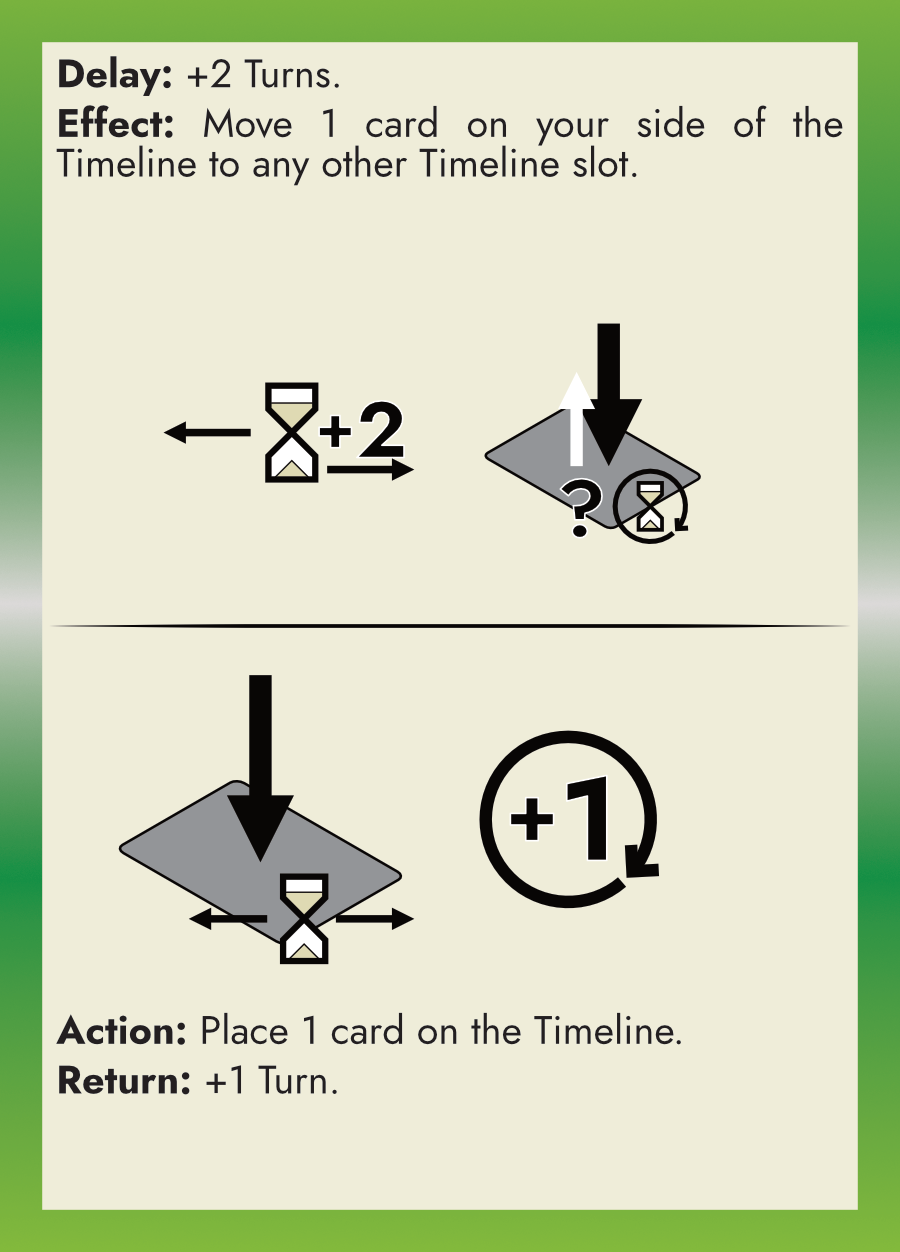 Delay: +2 Turns.
Effect: Move 1 card on your side of the
Timeline to any other Timeline slot.
+2
?
+1
Action: Place 1 card on the Timeline.
Return: +1 Turn.